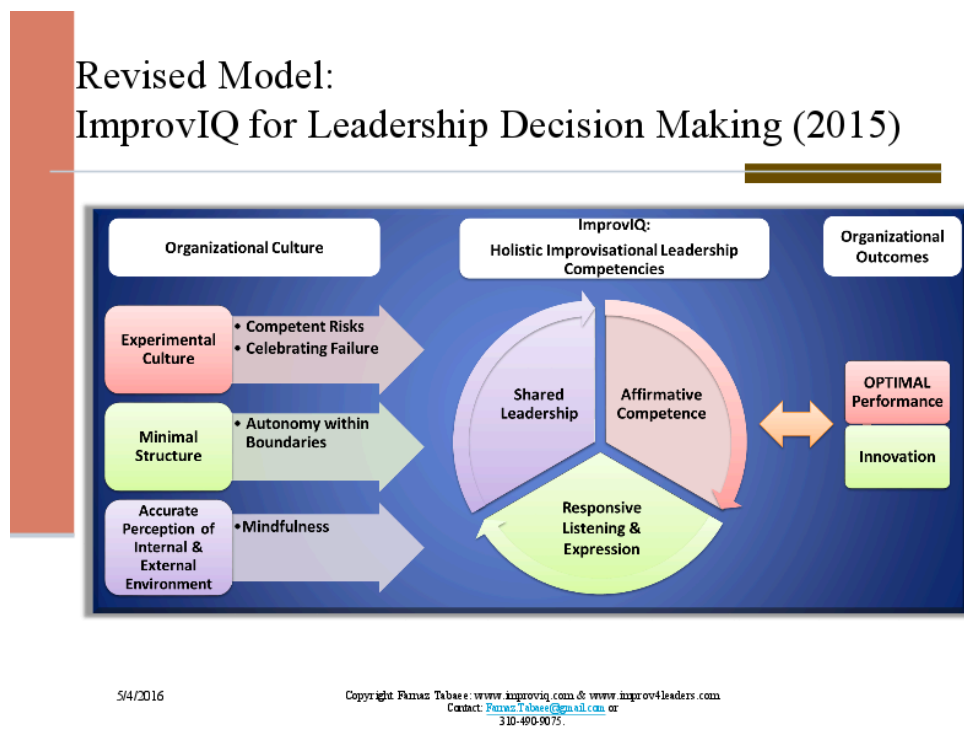 Revised Model:
ImprovIQ for Leadership Decision Making (2015)
Organizational Culture
ImprovIQ:
Holistic Improvisational Leadership
Competencies
Organizational
Outcomes
Experimental
Culture
• Competent Risks
• Celebrating Failure
Minimal
Structure
• Autonomy within
Boundaries
Accurate
Perception of
Internal &
External
Environment
•Mindfulness
Shared
Leadership
Affirmative
Competence
Responsive
Listening &
Expression
OPTIMAL
Performance
Innovation
5/4/2016
Copyright Farnaz Tabaee: www.improviq.com & www.improv4leaders.com
Contact: Farnaz.Tabaee@gmail.com or
310-490-9075.